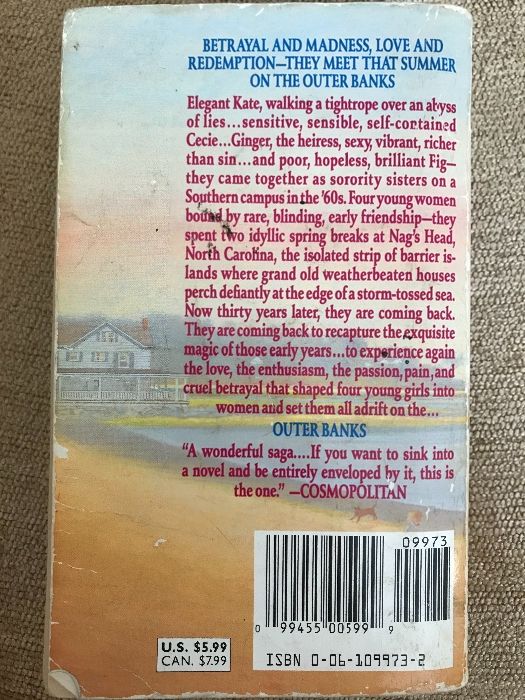 BETRAYAL AND MADNESS, LOVE AND
REDEMPTION—THEY MEET THAT SUMMER
ON THE OUTER BANKS
Elegant Kate, walking a tightrope over an abyss
of lies...sensitive, sensible, self-contained
Cecie...Ginger, the heiress, sexy, vibrant, richer
than sin...and poor, hopeless, brilliant Fig—
they came together as sorority sisters on a
Southern campus in the '60s. Four young women
bound by rare, blinding, early friendship—they
spent two idyllic spring breaks at Nag's Head,
North Carolina, the isolated strip of barrier is-
lands where grand old weatherbeaten houses
perch defiantly at the edge of a storm-tossed sea.
Now thirty years later, they are coming back.
They are coming back to recapture the exquisite
magic of those early years...to experience again
the love, the enthusiasm, the passion, pain, and
cruel betrayal that shaped four young girls into
women and set them all adrift on the...
OUTER BANKS
"A wonderful saga....If you want to sink into
a novel and be entirely enveloped by it, this is
the one." —COSMOPOLITAN
09973
0 99455 00599 9
U.S. $5.99
CAN. $7.99
ISBN 0-06-109973-2